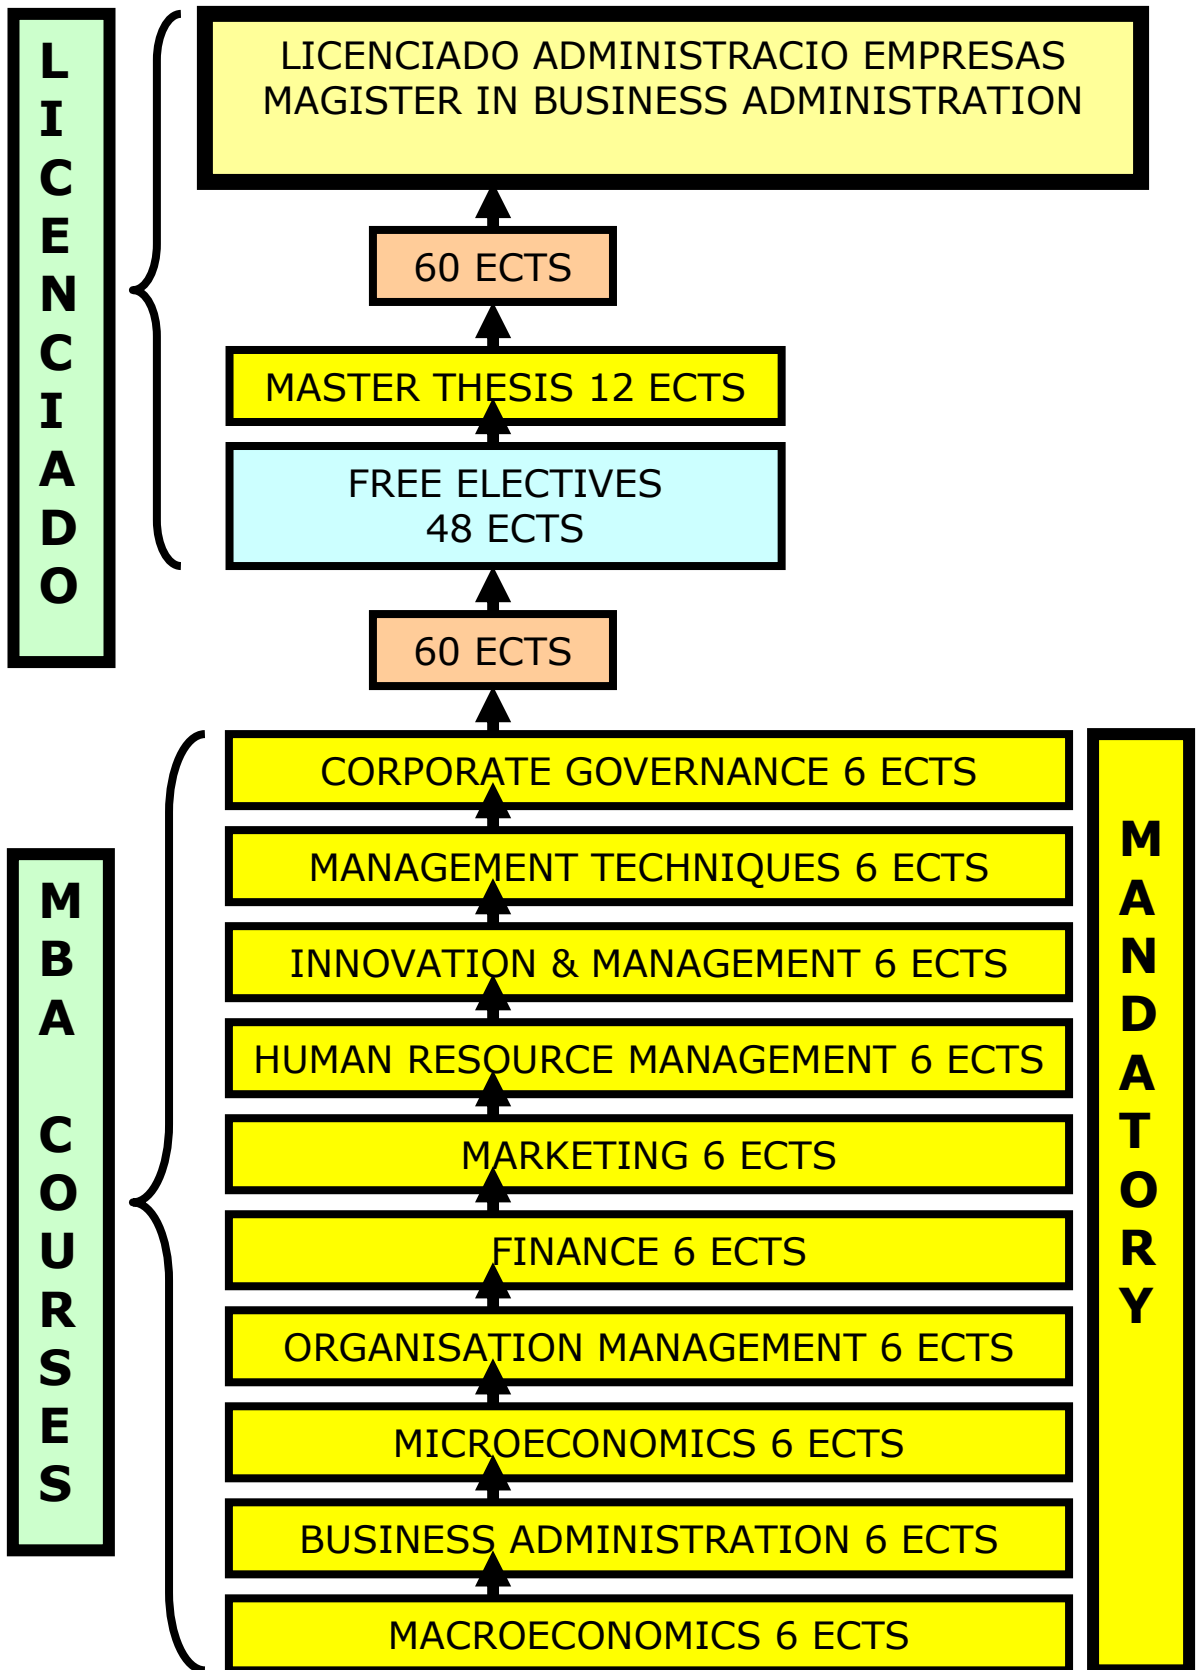 LICENCIADO
LICENCIADO ADMINISTRACIO EMPRESAS
MAGISTER IN BUSINESS ADMINISTRATION
60 ECTS
MASTER THESIS 12 ECTS
FREE ELECTIVES
48 ECTS
60 ECTS
MBA COURSES
CORPORATE GOVERNANCE 6 ECTS
MANAGEMENT TECHNIQUES 6 ECTS
INNOVATION & MANAGEMENT 6 ECTS
HUMAN RESOURCE MANAGEMENT 6 ECTS
MARKETING 6 ECTS
FINANCE 6 ECTS
ORGANISATION MANAGEMENT 6 ECTS
MICROECONOMICS 6 ECTS
BUSINESS ADMINISTRATION 6 ECTS
MACROECONOMICS 6 ECTS
MANDATORY